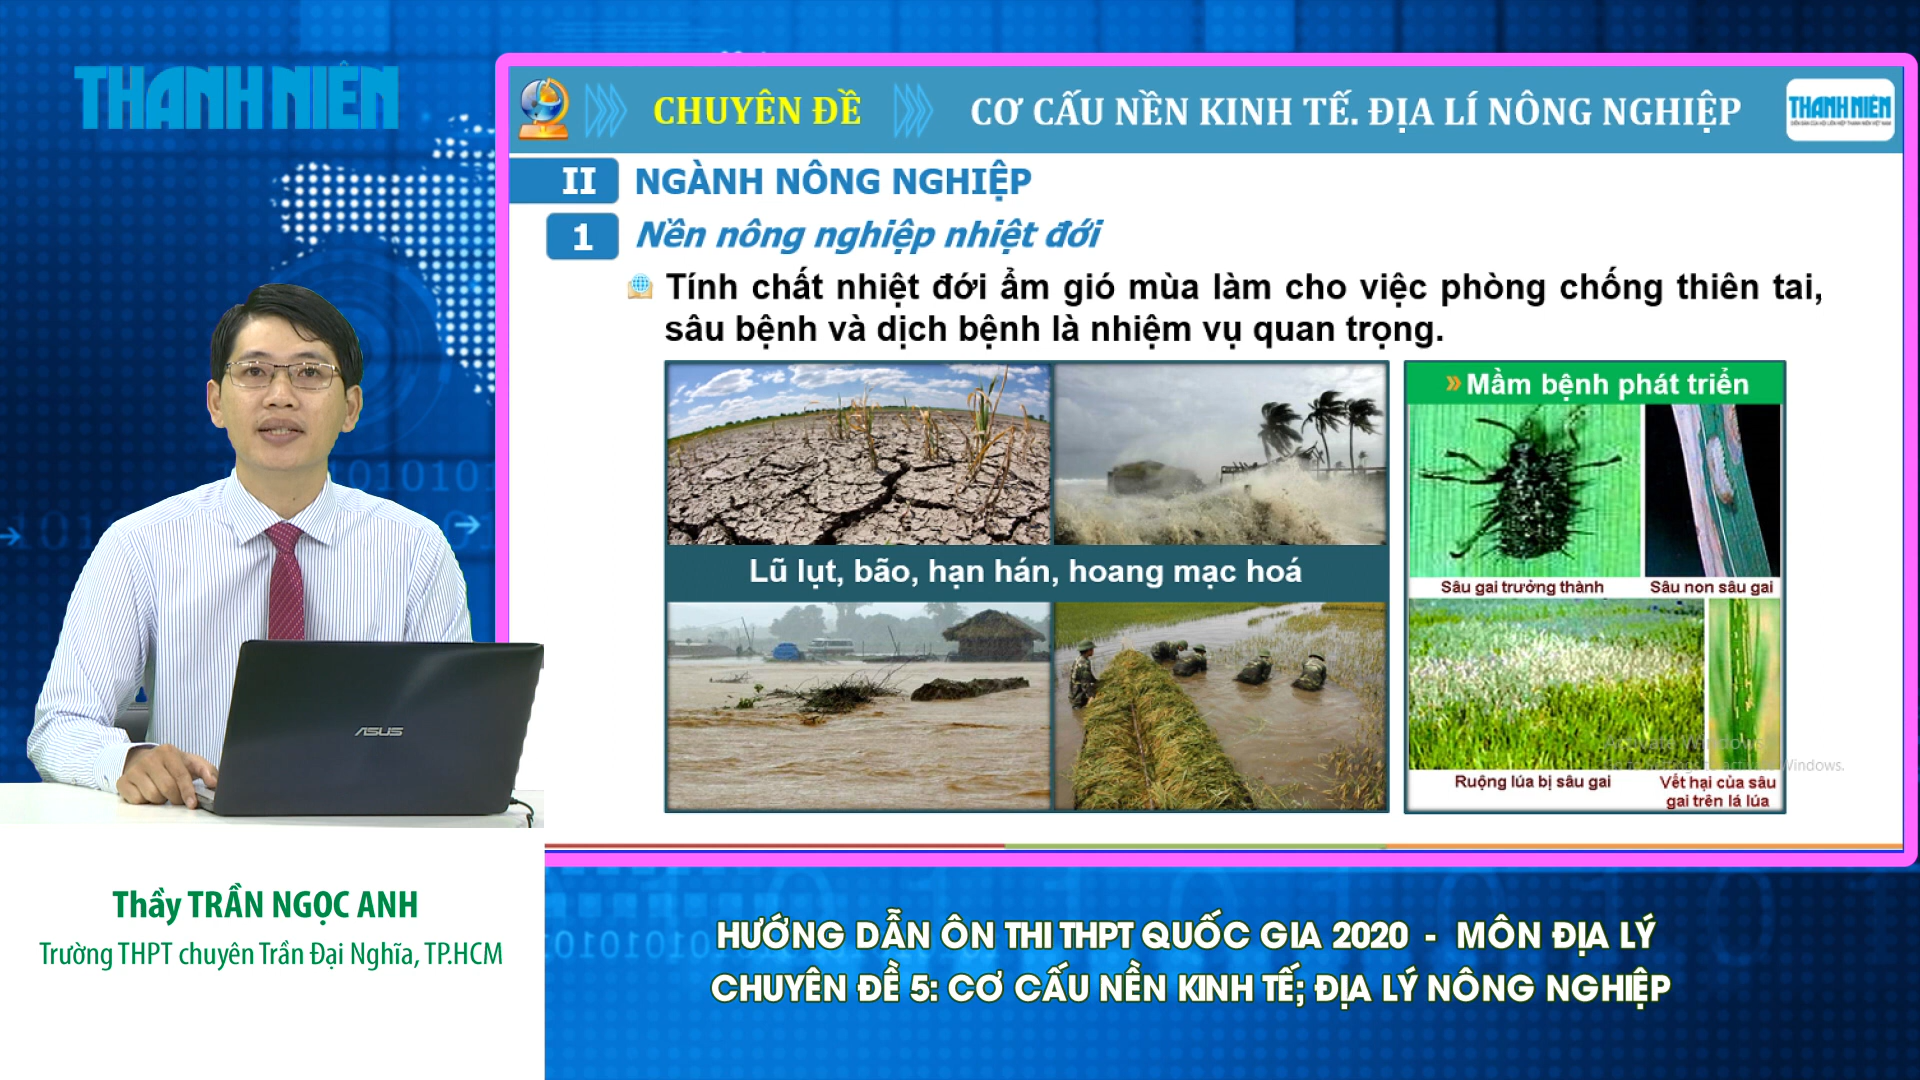 THANH NIÊN
CHUYÊN ĐỀ
CƠ CẤU NỀN KINH TẾ. ĐỊA LÍ NÔNG NGHIỆP
THANH NIÊN
II
NGÀNH NÔNG NGHIỆP
1
Nền nông nghiệp nhiệt đới
Tính chất nhiệt đới ẩm gió mùa làm cho việc phòng chống thiên tai,
sâu bệnh và dịch bệnh là nhiệm vụ quan trọng.
Lũ lụt, bão, hạn hán, hoang mạc hoá
» Mầm bệnh phát triển
Sâu gai trưởng thành
Sâu non sâu gai
Ruộng lúa bị sâu gai
Vết hại của sâu
gai trên lá lúa
Activate Windows
Windows.
ASUS
Thầy TRẦN NGỌC ANH
Trường THPT chuyên Trần Đại Nghĩa, TP.HCM
HƯỚNG DẪN ÔN THI THPT QUỐC GIA 2020 - MÔN ĐỊA LÝ
CHUYÊN ĐỀ 5: CƠ CẤU NỀN KINH TẾ; ĐỊA LÝ NÔNG NGHIỆP